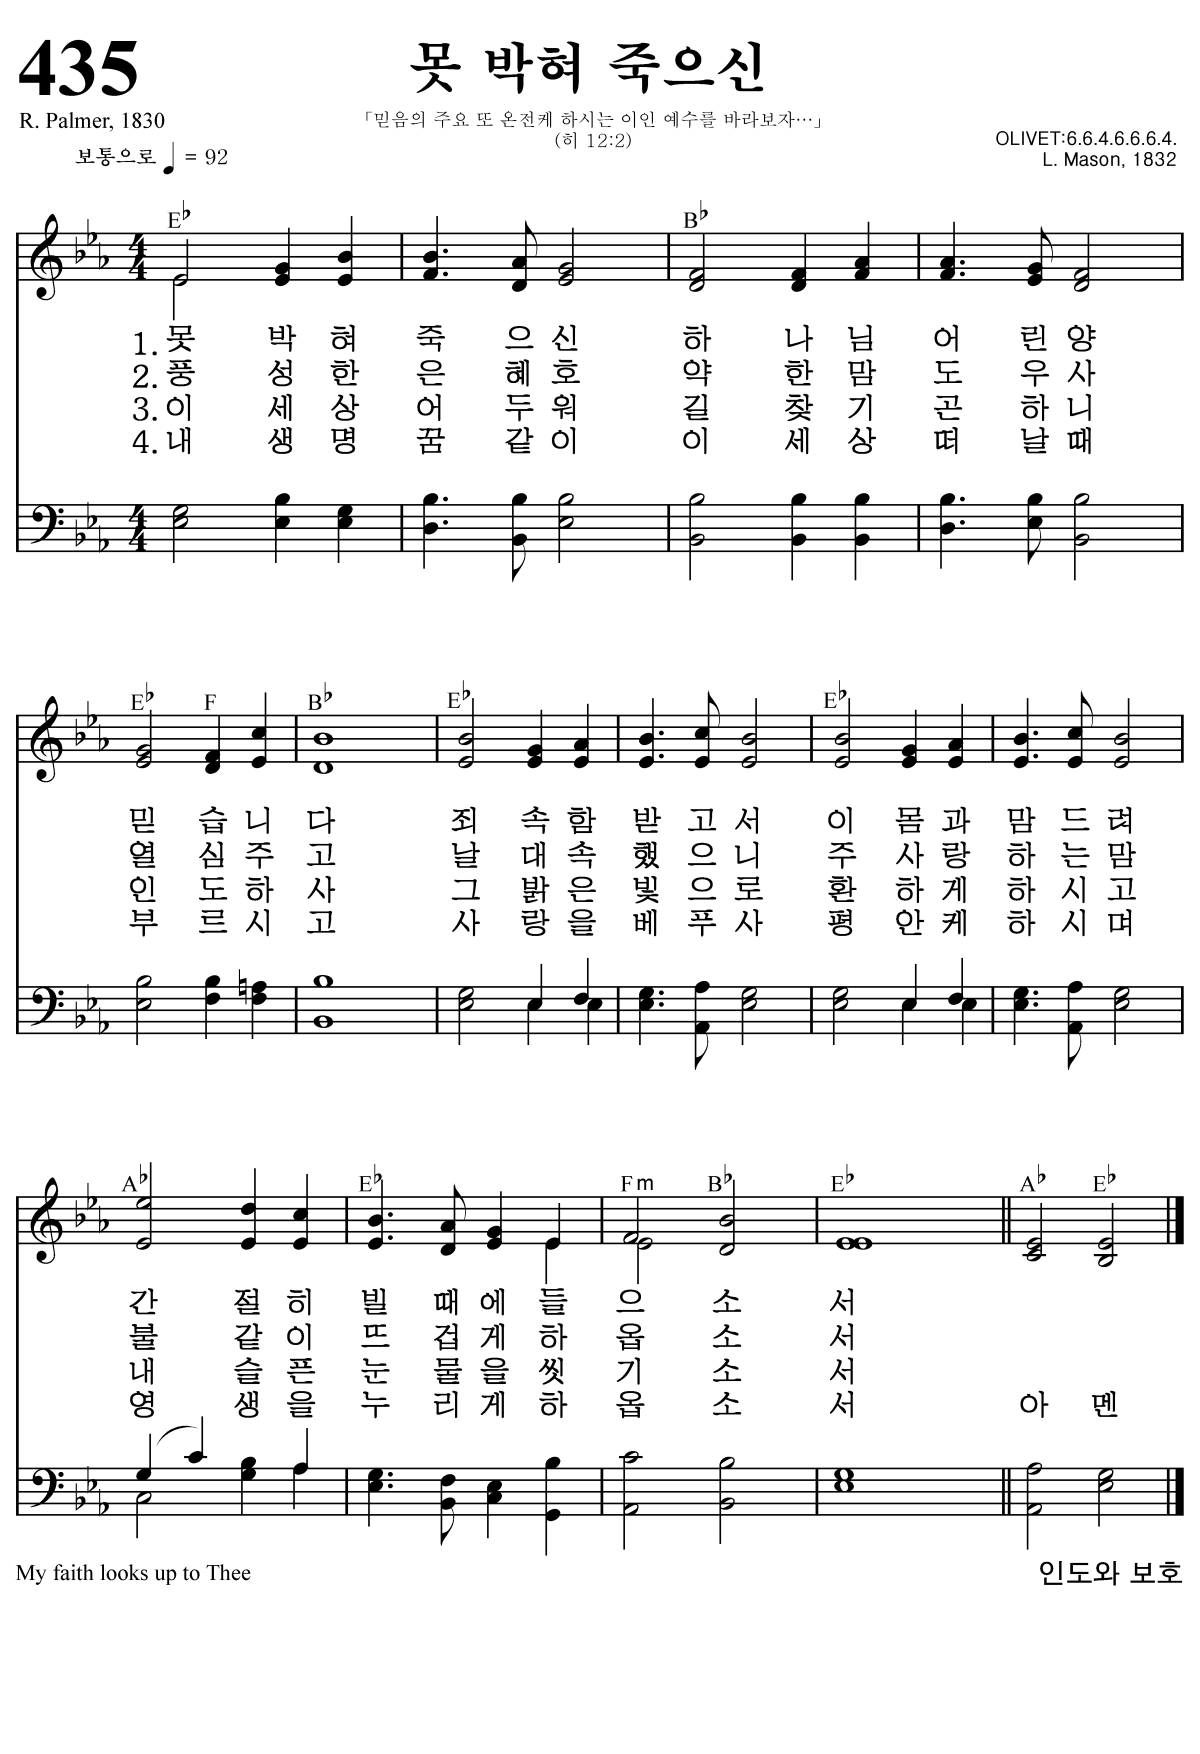 435
못 박혀 죽으신
R. Palmer, 1830
「믿음의 주요 또 온전케 하시는 이인 예수를 바라보자…」
(히 12:2)
보통으로 ♩ = 92
OLIVET:6.6.4.6.6.6.4.
L. Mason, 1832
E♭ B♭
1. 못 박 혀 죽 으 신 하 나 님 어 린 양
2. 풍 성 한 은 혜 호 약 한 맘 도 우 사
3. 이 세 상 어 두 워 길 찾 기 곤 하 니
4. 내 생 명 꿈 같 이 이 세 상 떠 날 때
E♭ F B♭ E♭ E♭
믿 습 니 다 죄 속 함 받 고 서 이 몸 과 맘 드 려
열 심 주 고 날 대 속 했 으 니 주 사 랑 하 는 맘
인 도 하 사 그 밝 은 빛 으 로 환 하 게 하 시 고
부 르 시 고 사 랑 을 베 푸 사 평 안 케 하 시 며
A♭ E♭ Fm B♭ E♭ A♭ E♭
간 절 히 빌 때 에 들 으 소 서
불 같 이 뜨 겁 게 하 옵 소 서
내 슬 픈 눈 물 을 씻 기 소 서
영 생 을 누 리 게 하 옵 소 서 아 멘
My faith looks up to Thee
인도와 보호